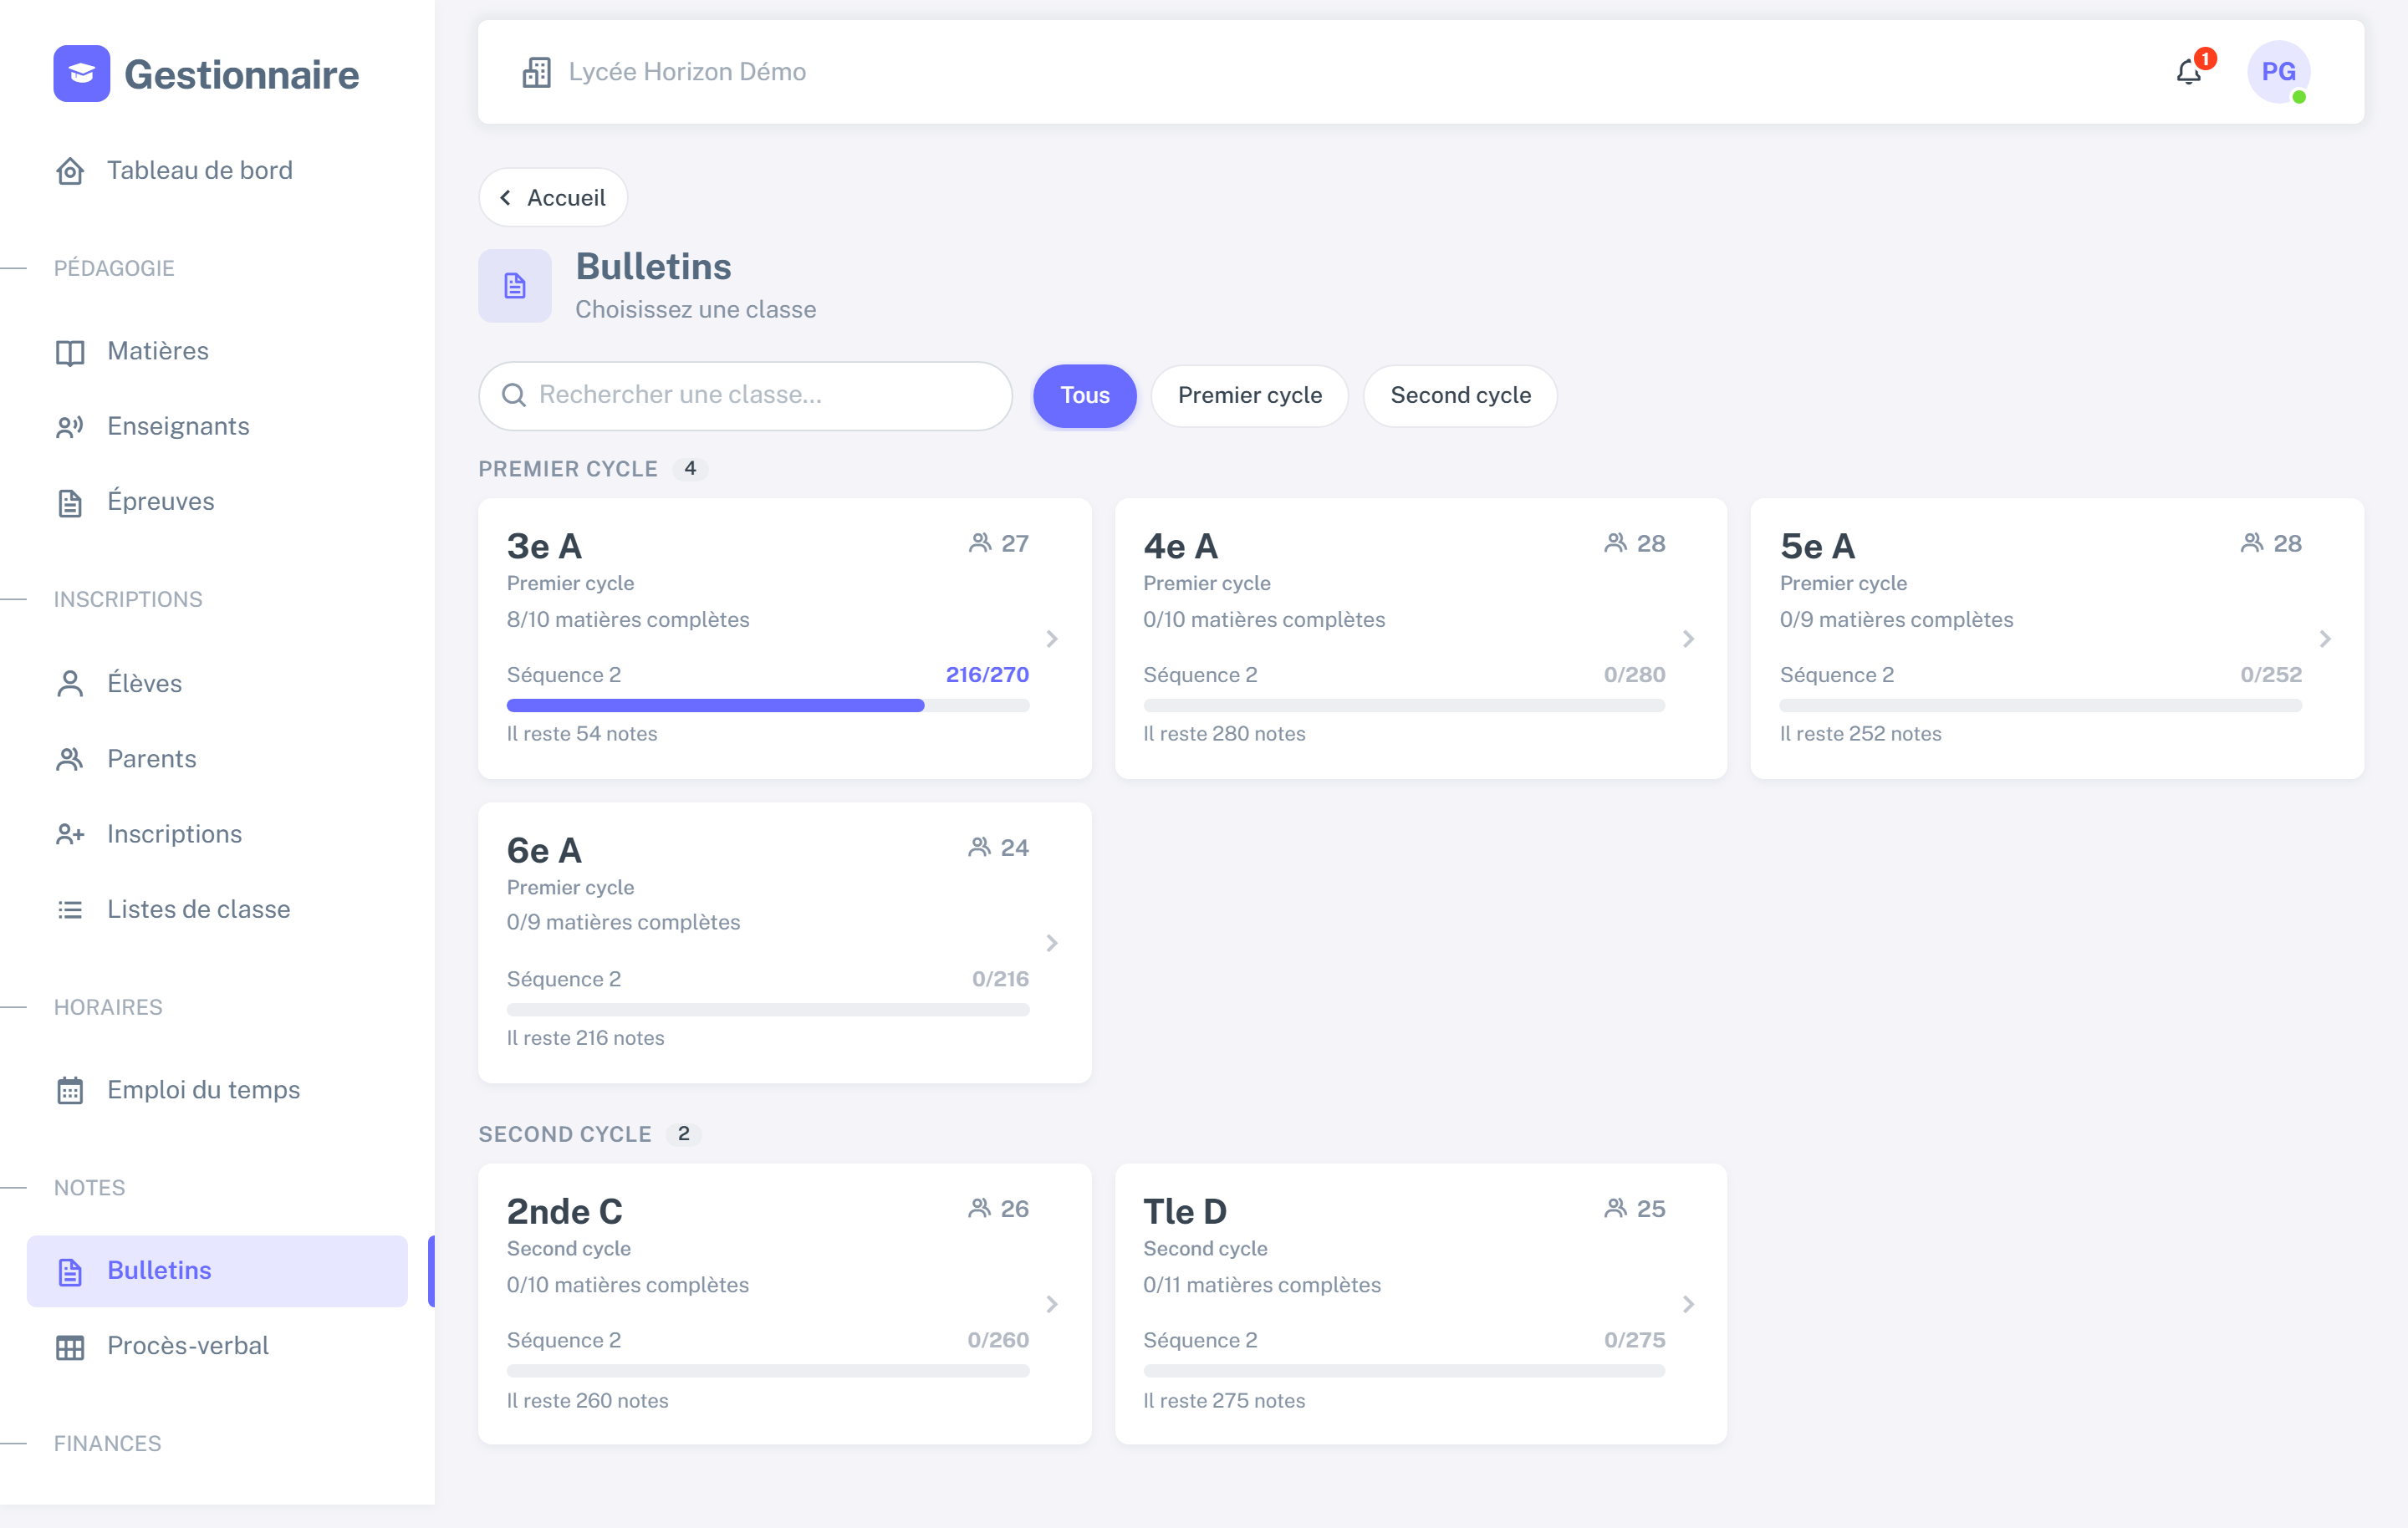 Gestionnaire
Tableau de bord
PÉDAGOGIE
Matières
Enseignants
Épreuves
INSCRIPTIONS
Élèves
Parents
Inscriptions
Listes de classe
HORAIRES
Emploi du temps
NOTES
Bulletins
Procès-verbal
FINANCES
Lycée Horizon Démo
1
PG
Accueil
Bulletins
Choisissez une classe
Rechercher une classe...
Tous
Premier cycle
Second cycle
PREMIER CYCLE 4
3e A 27
Premier cycle
8/10 matières complètes
Séquence 2 216/270
Il reste 54 notes
4e A 28
Premier cycle
0/10 matières complètes
Séquence 2 0/280
Il reste 280 notes
5e A 28
Premier cycle
0/9 matières complètes
Séquence 2 0/252
Il reste 252 notes
6e A 24
Premier cycle
0/9 matières complètes
Séquence 2 0/216
Il reste 216 notes
SECOND CYCLE 2
2nde C 26
Second cycle
0/10 matières complètes
Séquence 2 0/260
Il reste 260 notes
Tle D 25
Second cycle
0/11 matières complètes
Séquence 2 0/275
Il reste 275 notes